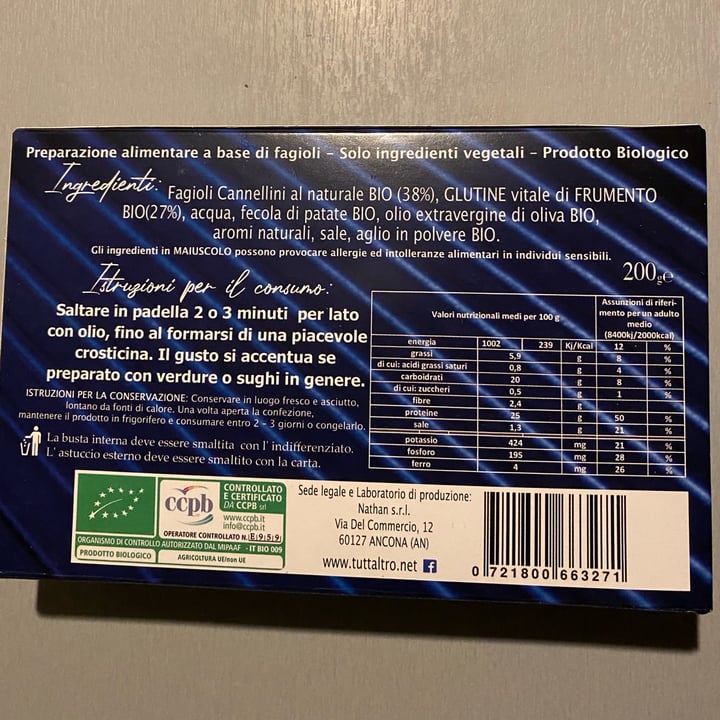 Preparazione alimentare a base di fagioli – Solo ingredienti vegetali – Prodotto Biologico
Ingredienti: Fagioli Cannellini al naturale BIO (38%), GLUTINE vitale di FRUMENTO
BIO(27%), acqua, fecola di patate BIO, olio extravergine di oliva BIO,
aromi naturali, sale, aglio in polvere BIO.
Gli ingredienti in MAIUSCOLO possono provocare allergie ed intolleranze alimentari in individui sensibili.
200 g e
Istruzioni per il consumo:
Saltare in padella 2 o 3 minuti per lato
con olio, fino al formarsi di una piacevole
crosticina. Il gusto si accentua se
preparato con verdure o sughi in genere.
ISTRUZIONI PER LA CONSERVAZIONE: Conservare in luogo fresco e asciutto,
lontano da fonti di calore. Una volta aperta la confezione,
mantenere il prodotto in frigorifero e consumare entro 2 - 3 giorni o congelarlo.
La busta interna deve essere smaltita con l' indifferenziato.
L' astuccio esterno deve essere smaltito con la carta.
Valori nutrizionali medi per 100 g
Assunzioni di riferi-
mento per un adulto
medio
(8400kj/2000kcal)
energia 1002 239 Kj/Kcal 12 %
grassi 5,9 g 8 %
di cui: acidi grassi saturi 0,8 g 4 %
carboidrati 20 g 8 %
di cui: zuccheri 0,5 g 1 %
fibre 2,4 g
proteine 25 g 50 %
sale 1,3 g 21 %
potassio 424 mg 21 %
fosforo 195 mg 28 %
ferro 4 mg 26 %
ccpb
CONTROLLATO
E CERTIFICATO
DA CCPB srl
www.ccpb.it
info@ccpb.it
OPERATORE CONTROLLATO N. E959
ORGANISMO DI CONTROLLO AUTORIZZATO DAL MIPAAF - IT BIO 009
PRODOTTO BIOLOGICO
AGRICOLTURA UE/non UE
Sede legale e Laboratorio di produzione:
Nathan s.r.l.
Via Del Commercio, 12
60127 ANCONA (AN)
www.tuttaltro.net f
0 721800 663271